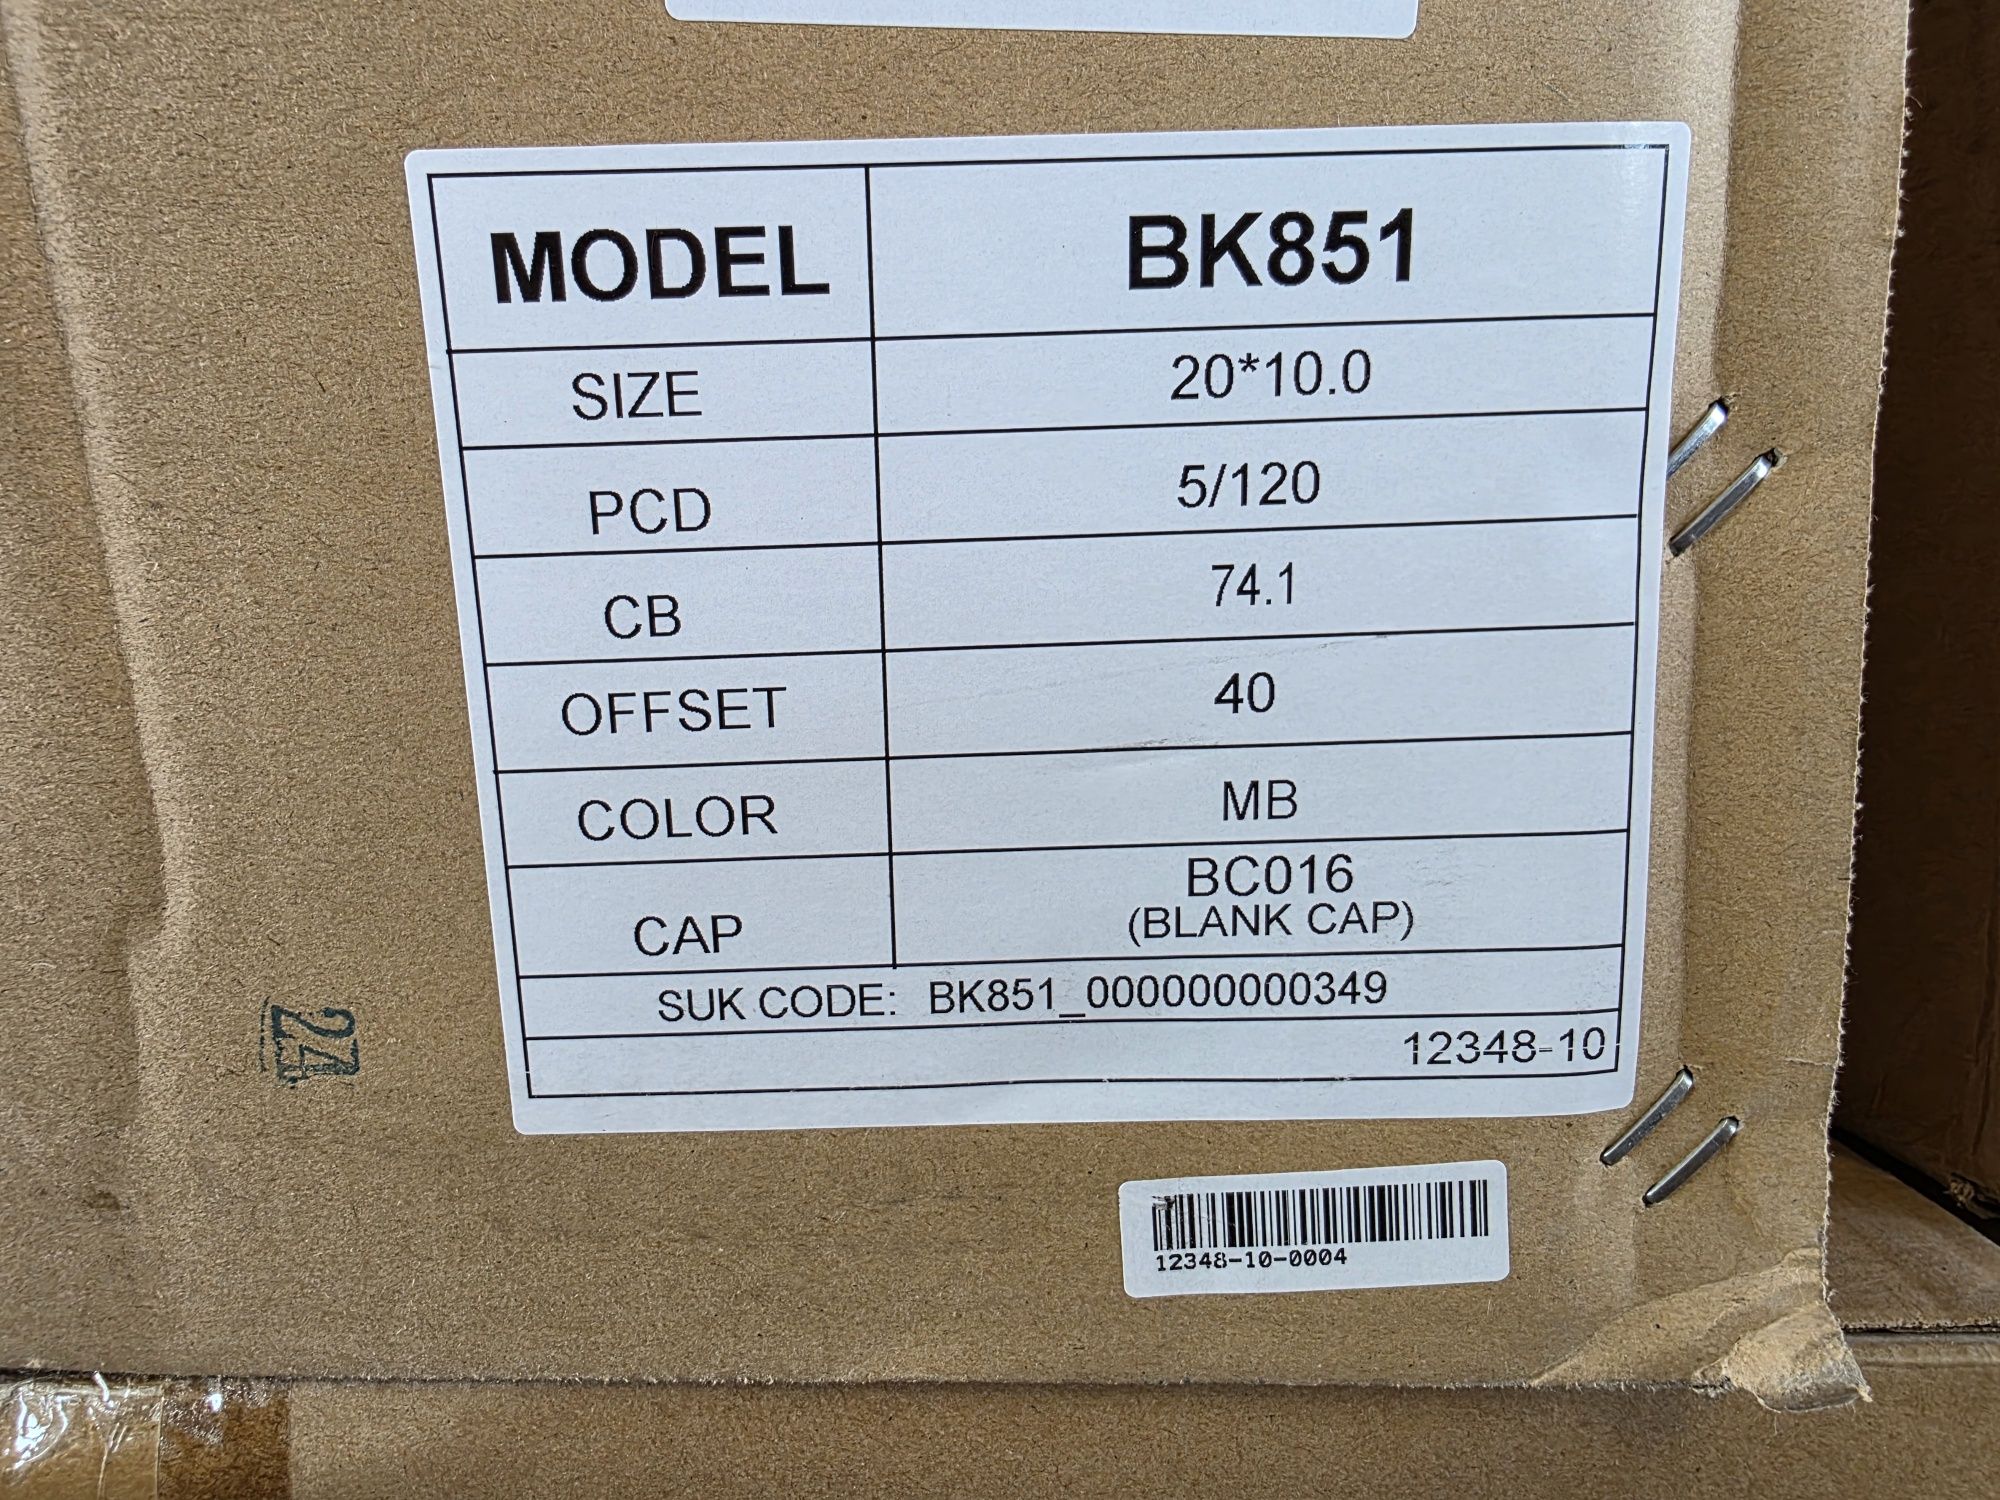 MODEL BK851
SIZE 20*10.0
PCD 5/120
CB 74.1
OFFSET 40
COLOR MB
CAP BC016
(BLANK CAP)
SUK CODE: BK851_000000000349
12348-10
24
12348-10-0004